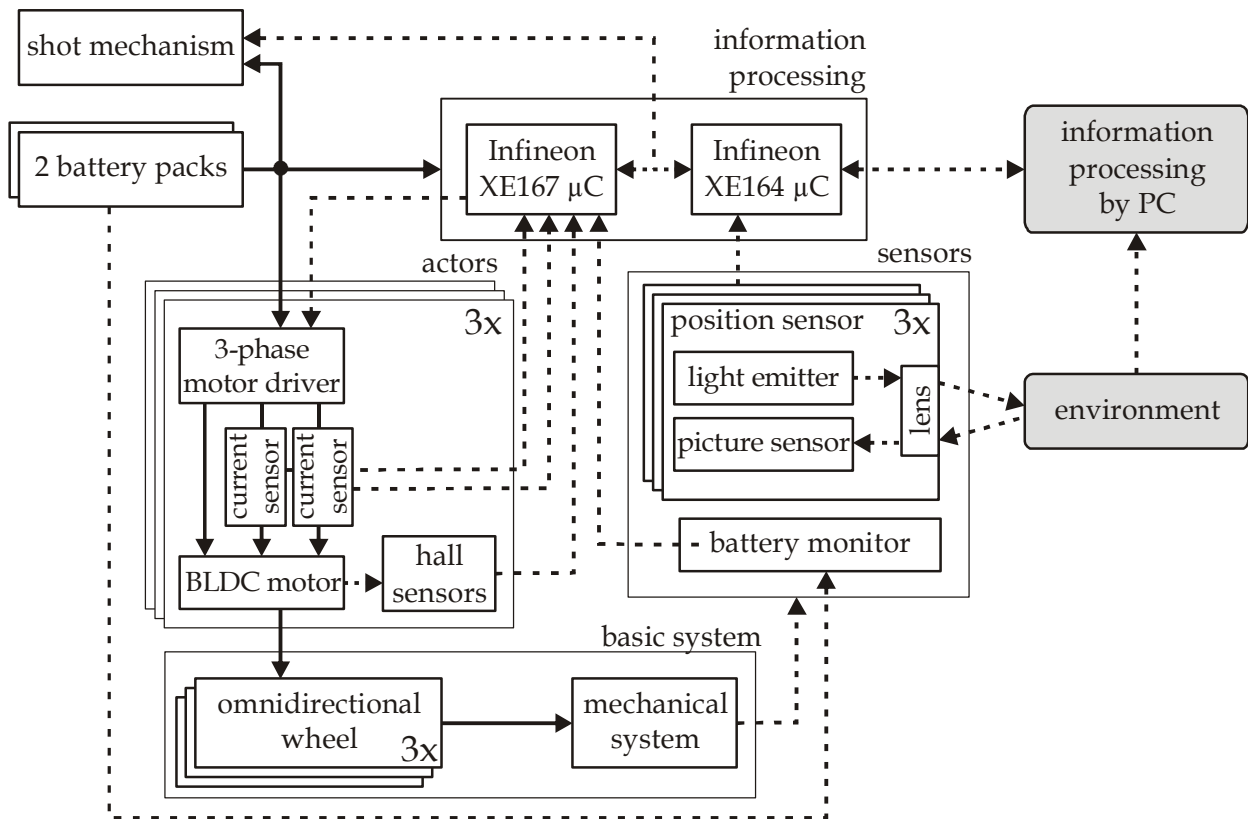 shot mechanism
information
processing
2 battery packs
Infineon
XE167 µC
Infineon
XE164 µC
information
processing
by PC
actors
3x
3-phase
motor driver
current
sensor
current
sensor
BLDC motor
hall
sensors
sensors
position sensor
3x
light emitter
lens
picture sensor
battery monitor
environment
basic system
omnidirectional
wheel
3x
mechanical
system